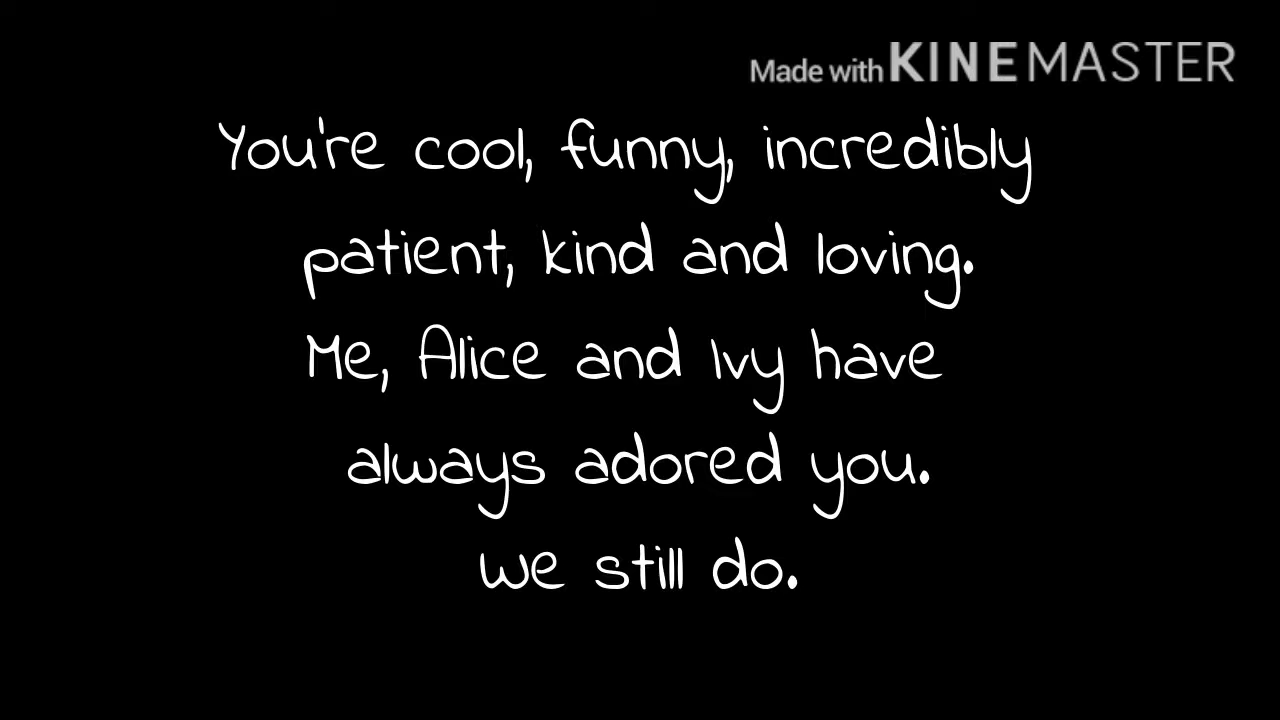 Made with KINEMASTER
You're cool, funny, incredibly
patient, kind and loving.
Me, Alice and Ivy have
always adored you.
We still do.